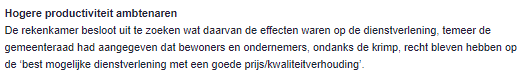 Hogere productiviteit ambtenaren
De rekenkamer besloot uit te zoeken wat daarvan de effecten waren op de dienstverlening, temeer de
gemeenteraad had aangegeven dat bewoners en ondernemers, ondanks de krimp, recht bleven hebben op
de ‘best mogelijke dienstverlening met een goede prijs/kwaliteitverhouding’.